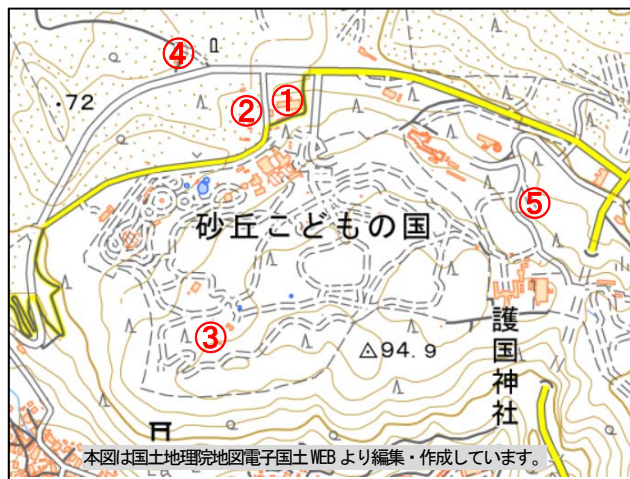 ④
・72
②
①
砂丘こどもの国
⑤
護国神社
③
94.9
本図は国土地理院地図電子国土WEBより編集・作成しています。